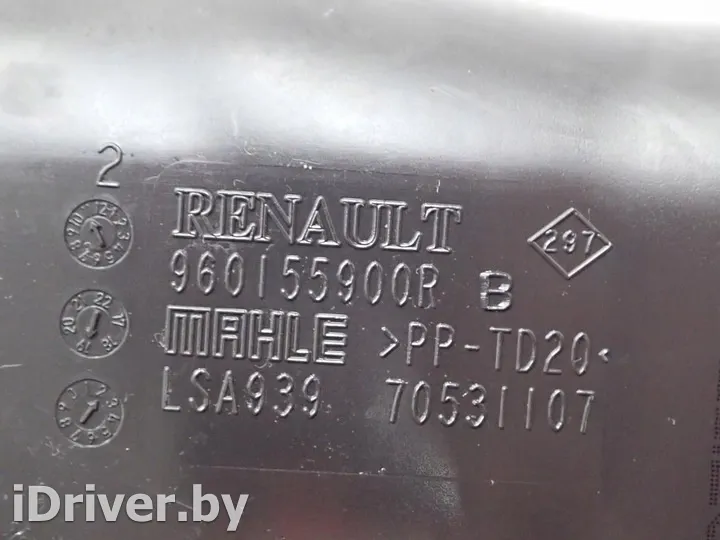 2
RENAULT
297
960155900R B
MAHLE >PP-TD20<
LSA939 70531107
iDriver.by